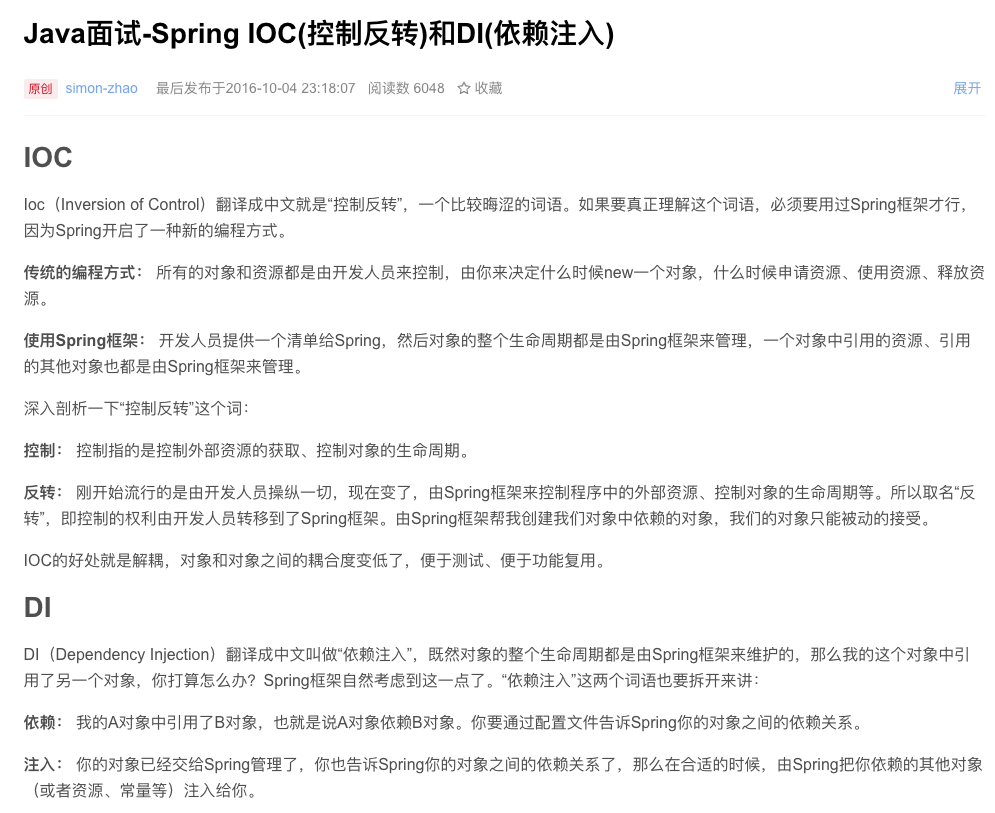 Java面试-Spring IOC(控制反转)和DI(依赖注入)
原创 simon-zhao 最后发布于2016-10-04 23:18:07 阅读数 6048 ☆ 收藏 展开
IOC
Ioc（Inversion of Control）翻译成中文就是“控制反转”，一个比较晦涩的词语。如果要真正理解这个词语，必须要用过Spring框架才行，
因为Spring开启了一种新的编程方式。
传统的编程方式： 所有的对象和资源都是由开发人员来控制，由你来决定什么时候new一个对象，什么时候申请资源、使用资源、释放资
源。
使用Spring框架： 开发人员提供一个清单给Spring，然后对象的整个生命周期都是由Spring框架来管理，一个对象中引用的资源、引用
的其他对象也都是由Spring框架来管理。
深入剖析一下“控制反转”这个词：
控制： 控制指的是控制外部资源的获取、控制对象的生命周期。
反转： 刚开始流行的是由开发人员操纵一切，现在变了，由Spring框架来控制程序中的外部资源、控制对象的生命周期等。所以取名“反
转”，即控制的权利由开发人员转移到了Spring框架。由Spring框架帮我创建我们对象中依赖的对象，我们的对象只能被动的接受。
IOC的好处就是解耦，对象和对象之间的耦合度变低了，便于测试、便于功能复用。
DI
DI（Dependency Injection）翻译成中文叫做“依赖注入”，既然对象的整个生命周期都是由Spring框架来维护的，那么我的这个对象中引
用了另一个对象，你打算怎么办？Spring框架自然考虑到这一点了。“依赖注入”这两个词语也要拆开来讲：
依赖： 我的A对象中引用了B对象，也就是说A对象依赖B对象。你要通过配置文件告诉Spring你的对象之间的依赖关系。
注入： 你的对象已经交给Spring管理了，你也告诉Spring你的对象之间的依赖关系了，那么在合适的时候，由Spring把你依赖的其他对象
（或者资源、常量等）注入给你。